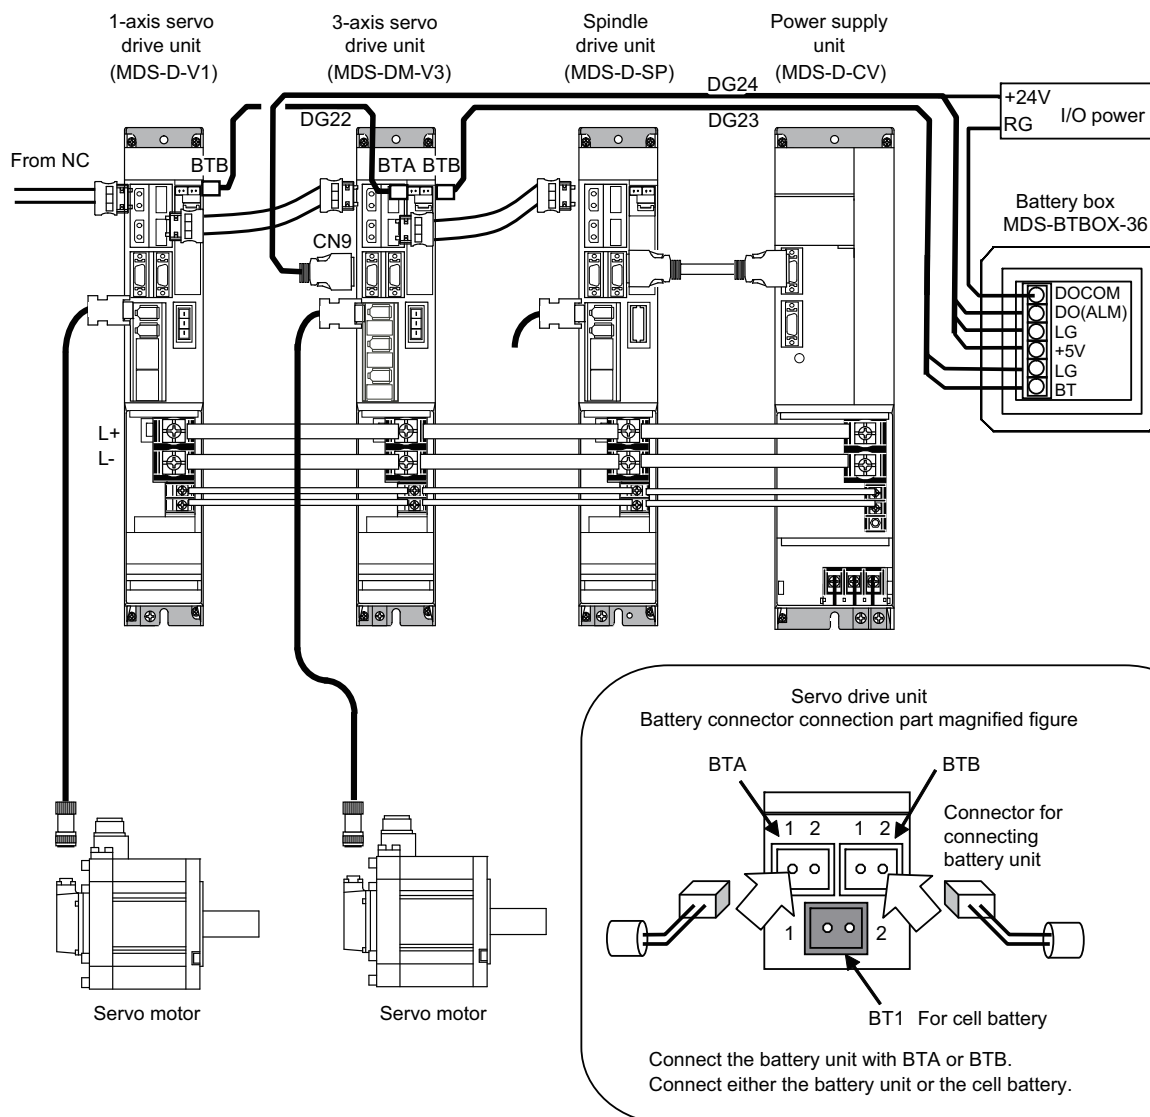 1-axis servo
drive unit
(MDS-D-V1)
3-axis servo
drive unit
(MDS-DM-V3)
Spindle
drive unit
(MDS-D-SP)
Power supply
unit
(MDS-D-CV)
DG24
+24V
RG
I/O power
DG22
DG23
From NC
BTB
BTA
BTB
Battery box
MDS-BTBOX-36
CN9
DOCOM
DO(ALM)
LG
+5V
LG
BT
L+
L-
Servo motor
Servo motor
Servo drive unit
Battery connector connection part magnified figure
BTA
BTB
1 2
1 2
Connector for
connecting
battery unit
1
2
BT1 For cell battery
Connect the battery unit with BTA or BTB.
Connect either the battery unit or the cell battery.